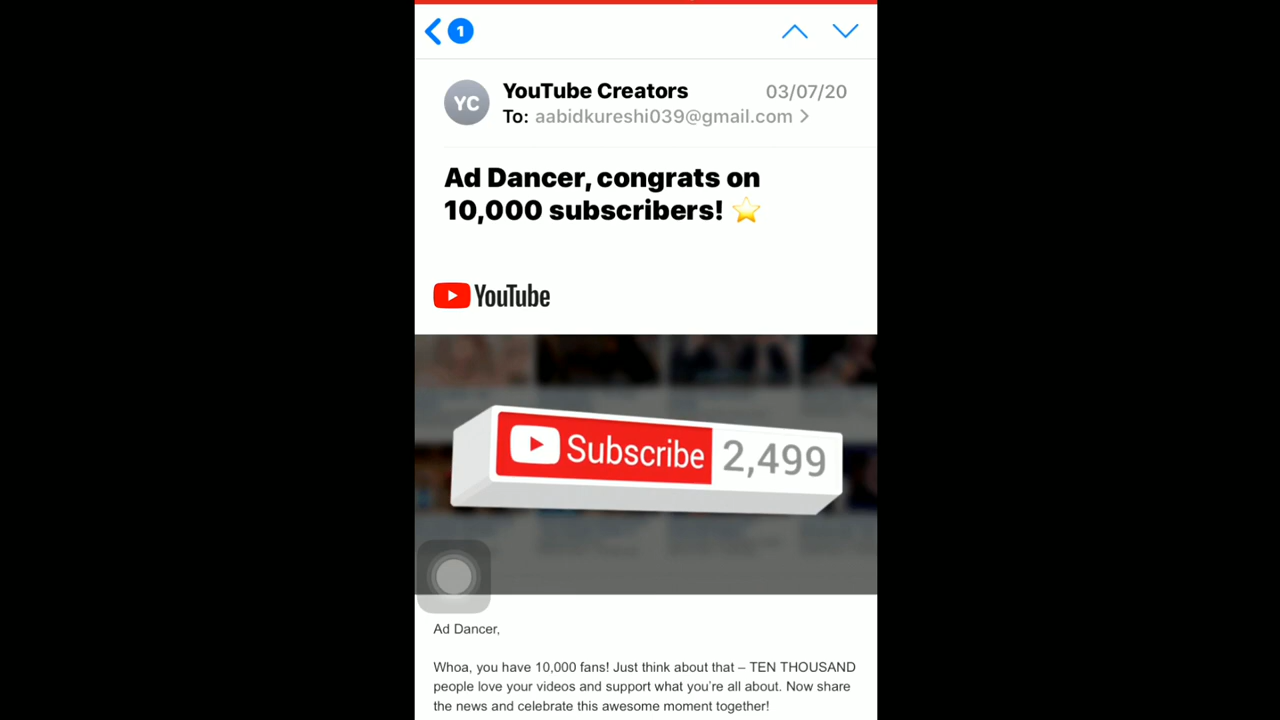 1
YC
YouTube Creators 03/07/20
To: aabidkureshi039@gmail.com
Ad Dancer, congrats on
10,000 subscribers! ⭐
YouTube
Subscribe 2,499
Ad Dancer,
Whoa, you have 10,000 fans! Just think about that – TEN THOUSAND
people love your videos and support what you're all about. Now share
the news and celebrate this awesome moment together!